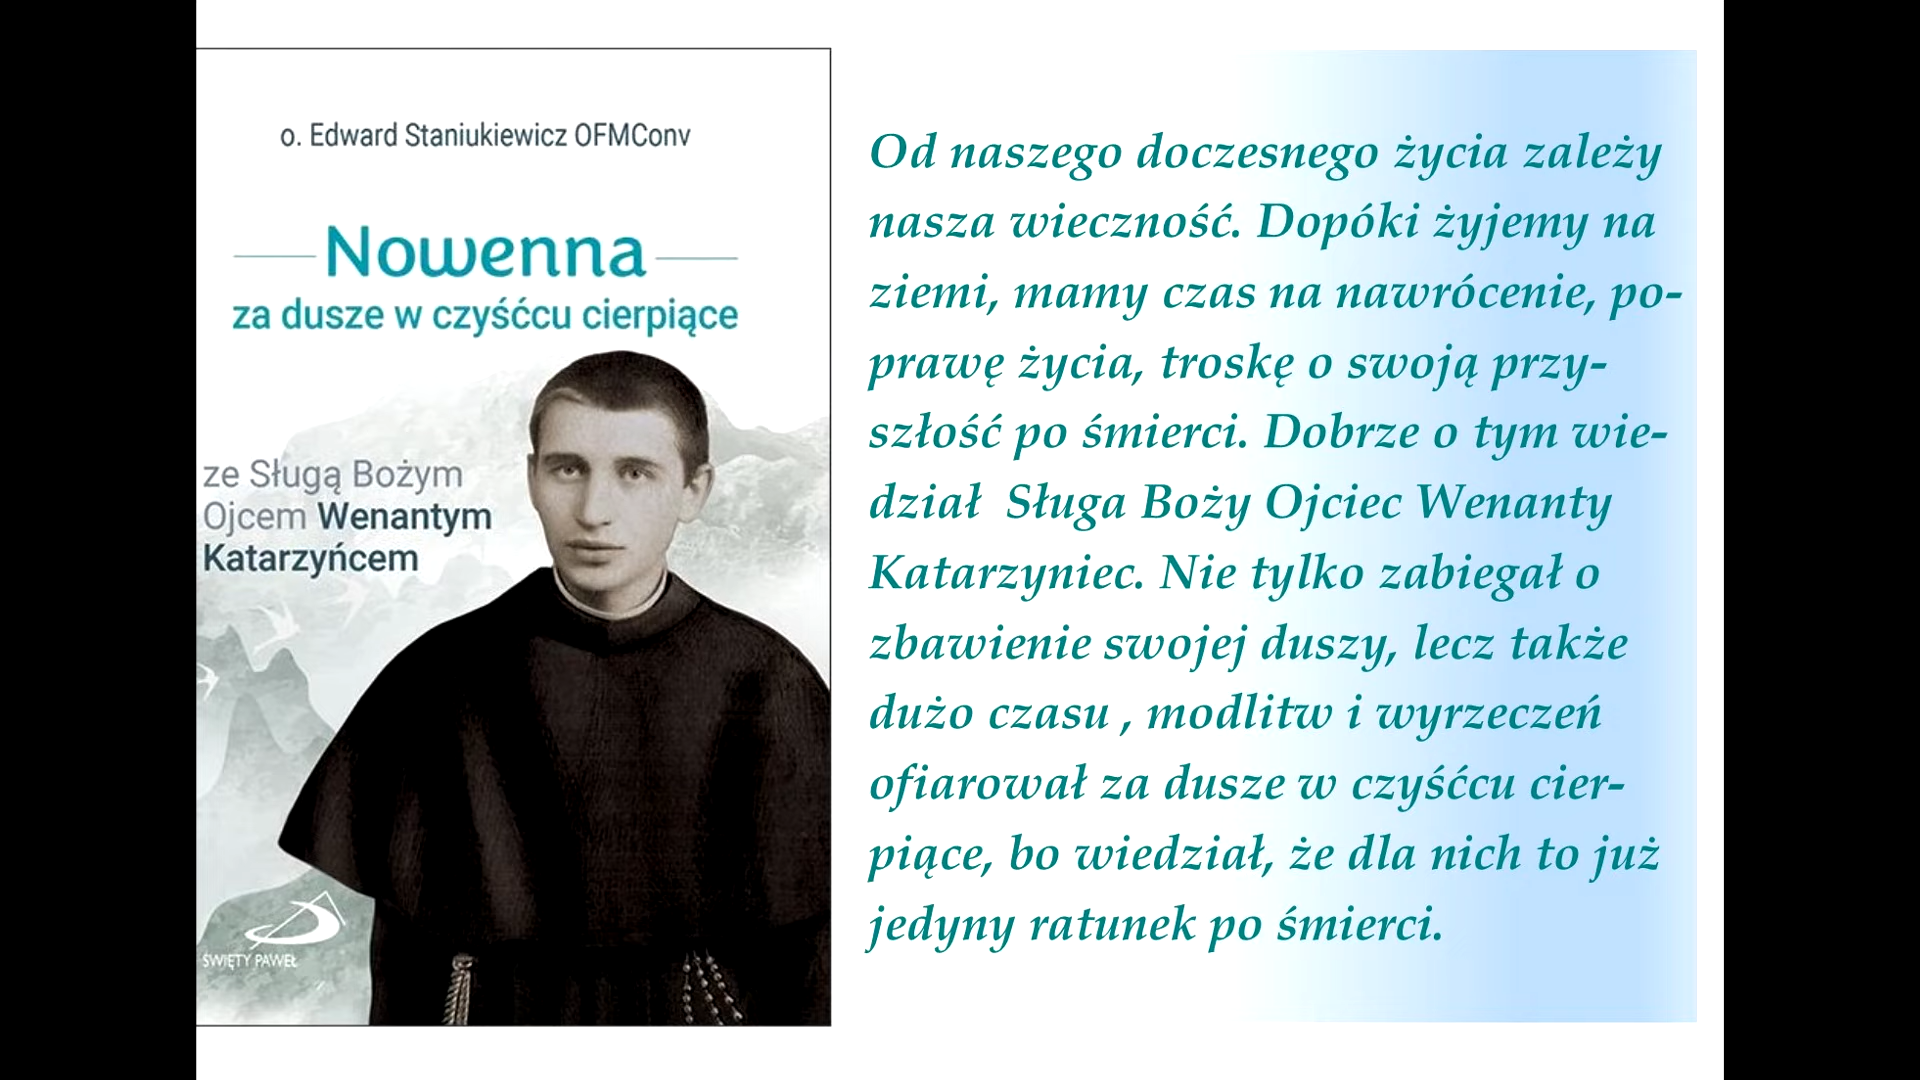 o. Edward Staniukiewicz OFMConv
Nowenna
za dusze w czyśćcu cierpiące
ze Sługą Bożym
Ojcem Wenantym
Katarzyńcem
ŚWIĘTY PAWEŁ
Od naszego doczesnego życia zależy
nasza wieczność. Dopóki żyjemy na
ziemi, mamy czas na nawrócenie, po-
prawę życia, troskę o swoją przy-
szłość po śmierci. Dobrze o tym wie-
dział  Sługa Boży Ojciec Wenanty
Katarzyniec. Nie tylko zabiegał o
zbawienie swojej duszy, lecz także
dużo czasu , modlitw i wyrzeczeń
ofiarował za dusze w czyśćcu cier-
piące, bo wiedział, że dla nich to już
jedyny ratunek po śmierci.